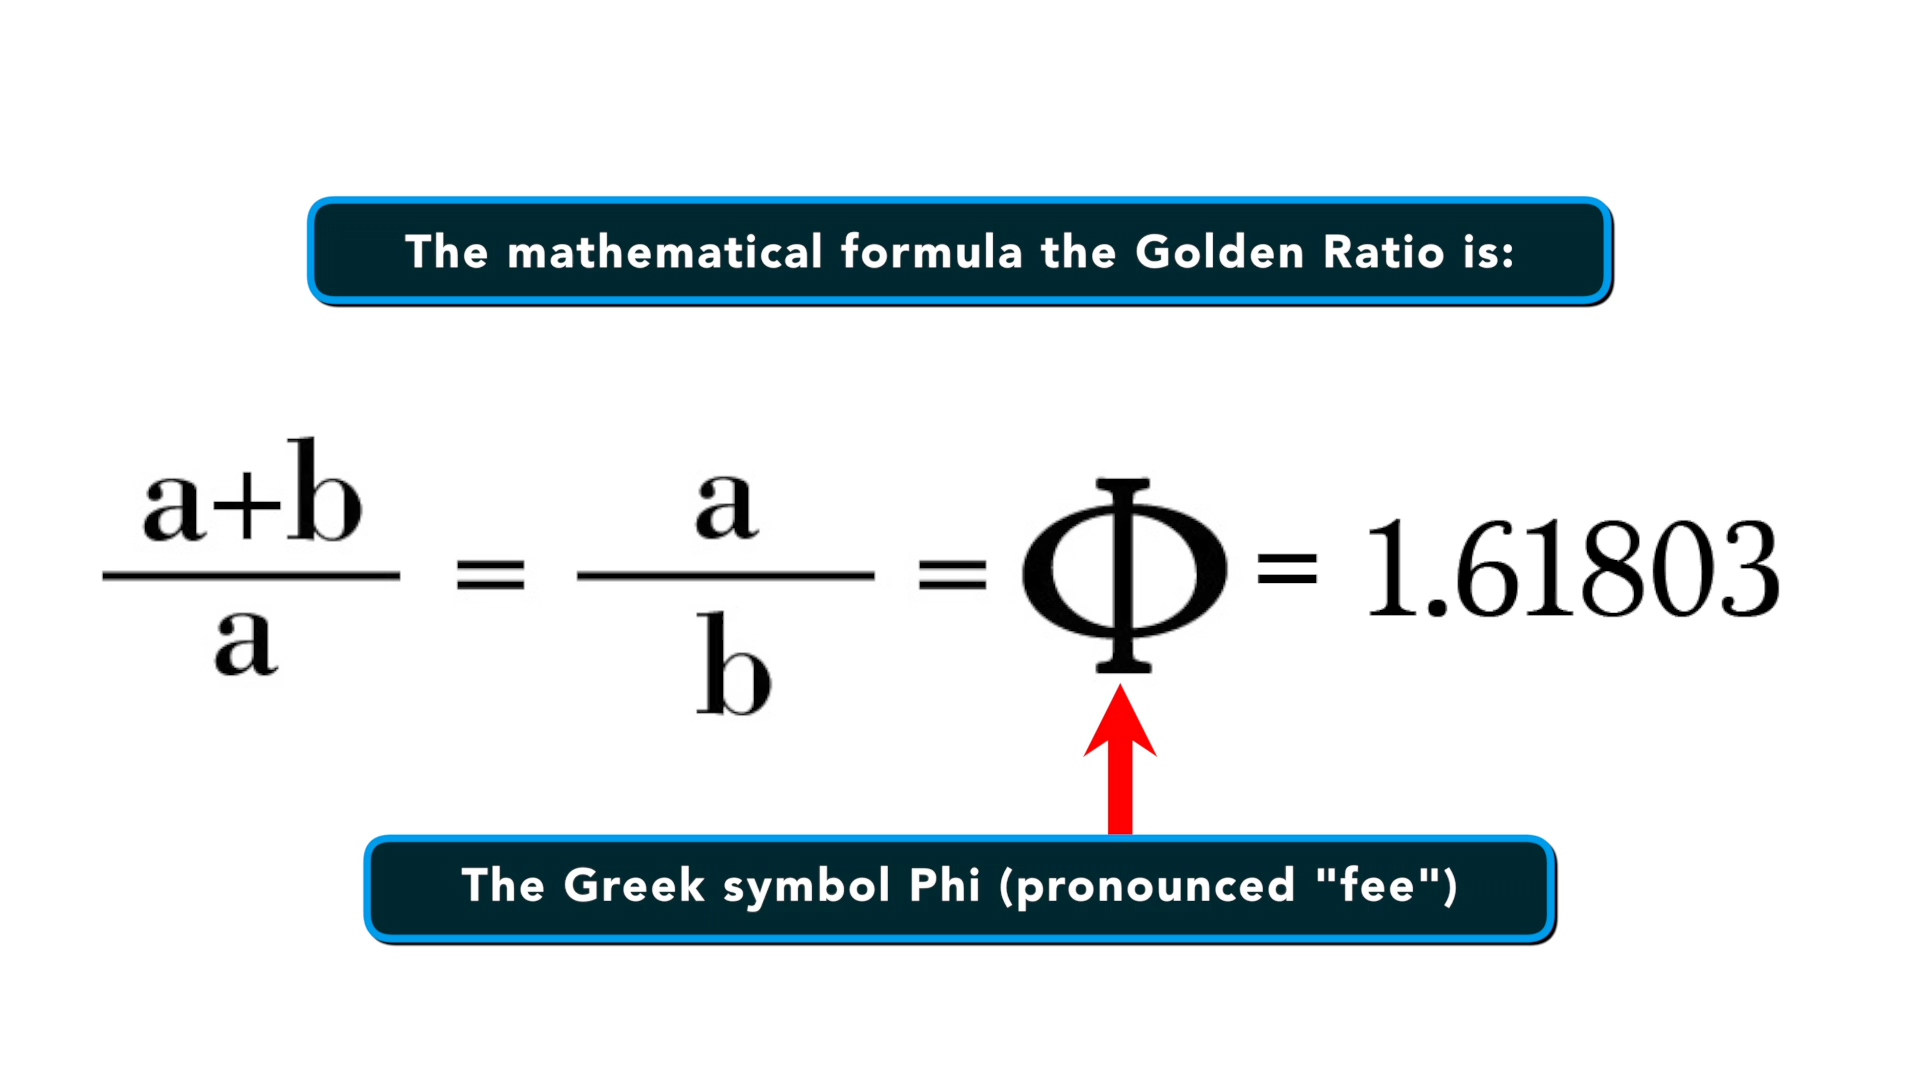 The mathematical formula the Golden Ratio is:
a+b
a
=
a
b
= Φ = 1.61803
The Greek symbol Phi (pronounced "fee")